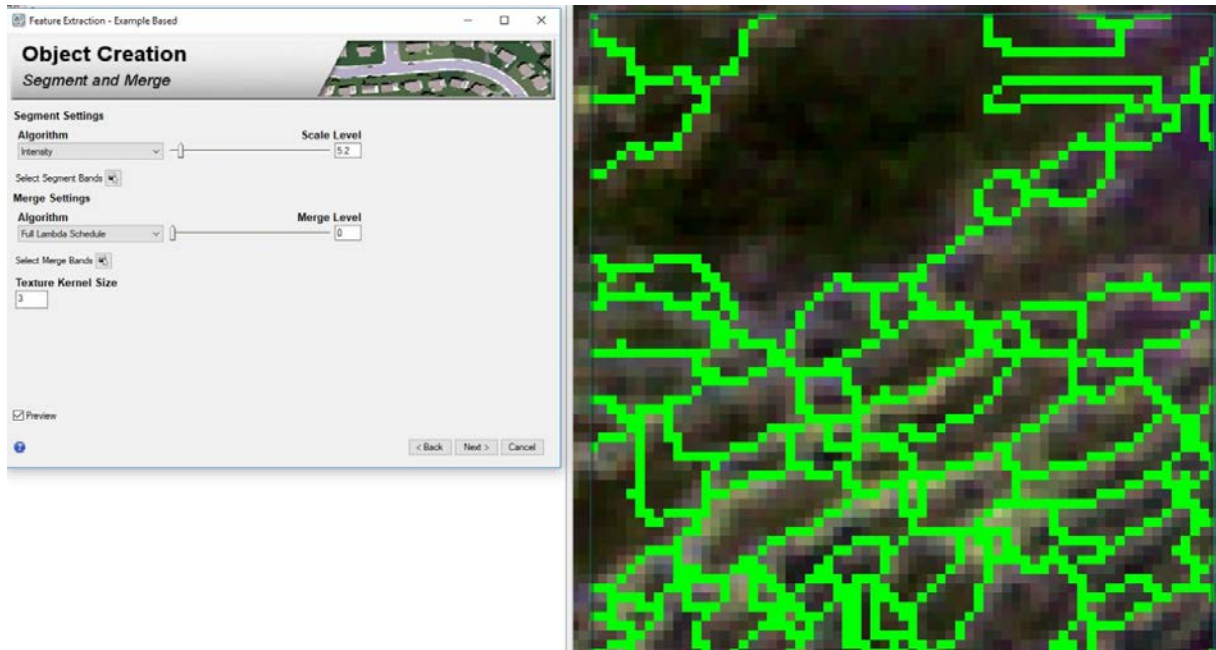 Feature Extraction - Example Based
Object Creation
Segment and Merge
Segment Settings
Algorithm Scale Level
Intensity 5.2
Select Segment Bands
Merge Settings
Algorithm Merge Level
Full Lambda Schedule 0
Select Merge Bands
Texture Kernel Size
3
Preview
? < Back Next > Cancel